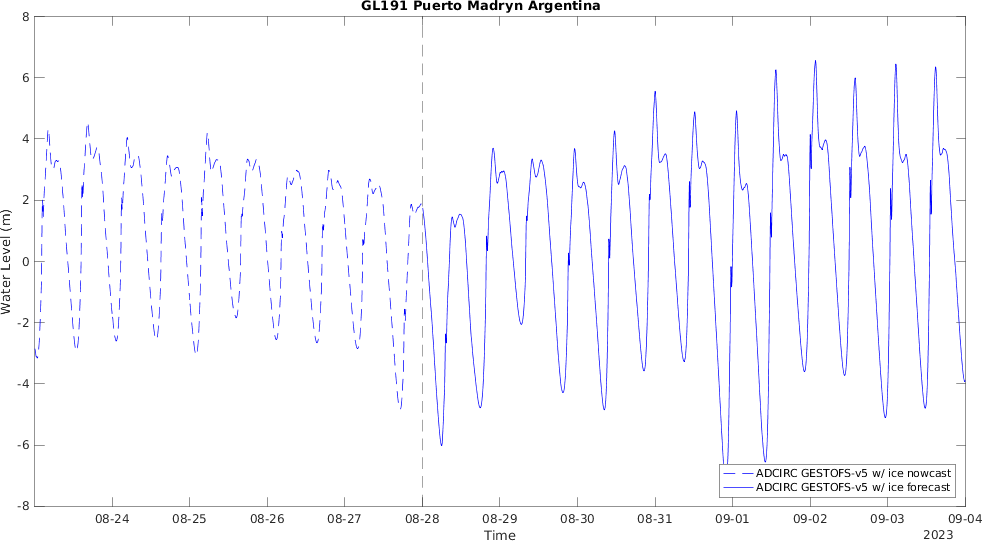 GL191 Puerto Madryn Argentina
8
6
4
2
0
-2
-4
-6
-8
Water Level (m)
ADCIRC GESTOFS-v5 w/ ice nowcast
ADCIRC GESTOFS-v5 w/ ice forecast
08-24 08-25 08-26 08-27 08-28 08-29 08-30 08-31 09-01 09-02 09-03 09-04
Time
2023